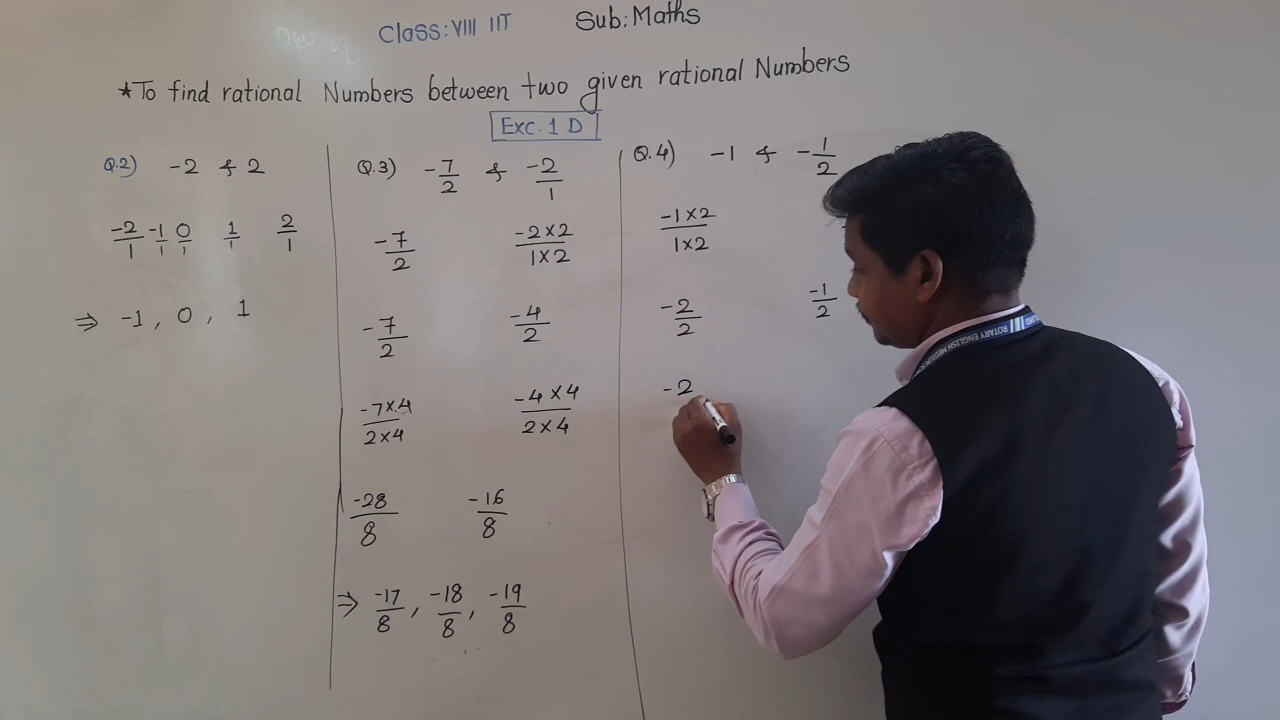 Class: VIII IIT Sub: Maths
*To find rational Numbers between two given rational Numbers
Exc. 1 D
Q.2) -2 & 2
-2/1 -1/1 0/1 1/1 2/1
⇒ -1, 0, 1
Q.3) -7/2 & -2/1
-7/2 -2×2/1×2
-7/2 -4/2
-7×4/2×4 -4×4/2×4
-28/8 -16/8
⇒ -17/8, -18/8, -19/8
Q.4) -1 & -1/2
-1×2/1×2
-2/2 -1/2
-2
ROTARY ENGLISH MEDIUM